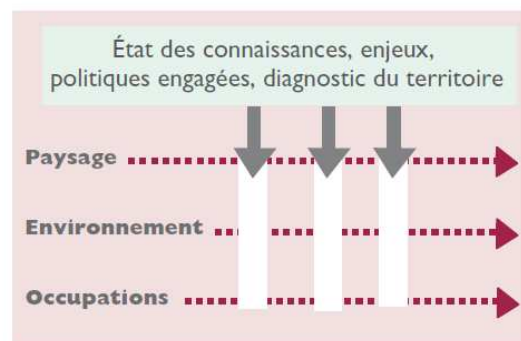 État des connaissances, enjeux,
politiques engagées, diagnostic du territoire
Paysage
Environnement
Occupations